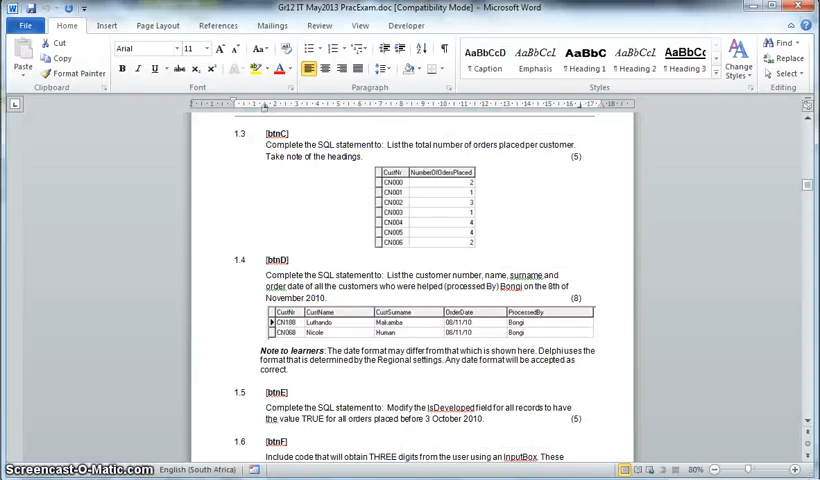 Gr12 IT May2013 PracExam.doc [Compatibility Mode] - Microsoft Word
File Home Insert Page Layout References Mailings Review View Developer
Paste
Cut
Copy
Format Painter
Clipboard
Arial 11
Font
Paragraph
AaBbCcD AaBbCcL AaBbC AaBbCcI AaBbCc
Caption Emphasis Heading 1 Heading 2 Heading 3
Change Styles
Styles
Find
Replace
Select
Editing
1.3 [btnC]
Complete the SQL statement to: List the total number of orders placed per customer.
Take note of the headings. (5)
CustNr NumberOfOdersPlaced
CN000 2
CN001 1
CN002 3
CN003 1
CN004 4
CN005 4
CN006 2
1.4 [btnD]
Complete the SQL statement to: List the customer number, name, surname and
order date of all the customers who were helped (processed By) Bongi on the 8th of
November 2010. (8)
CustNr CustName CustSurname OrderDate ProcessedBy
CN188 Luthando Makamba 08/11/10 Bongi
CN068 Nicole Human 08/11/10 Bongi
Note to learners: The date format may differ from that which is shown here. Delphi uses the
format that is determined by the Regional settings. Any date format will be accepted as
correct.
1.5 [btnE]
Complete the SQL statement to: Modify the IsDeveloped field for all records to have
the value TRUE for all orders placed before 3 October 2010. (5)
1.6 [btnF]
Include code that will obtain THREE digits from the user using an InputBox. These
Screencast-O-Matic.com English (South Africa) 80%